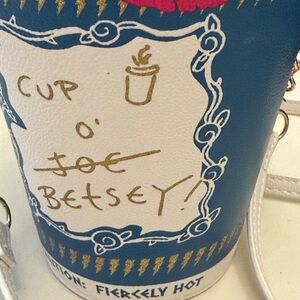 CUP
O'
JOE
BETSEY!
TION: FIERCELY HOT